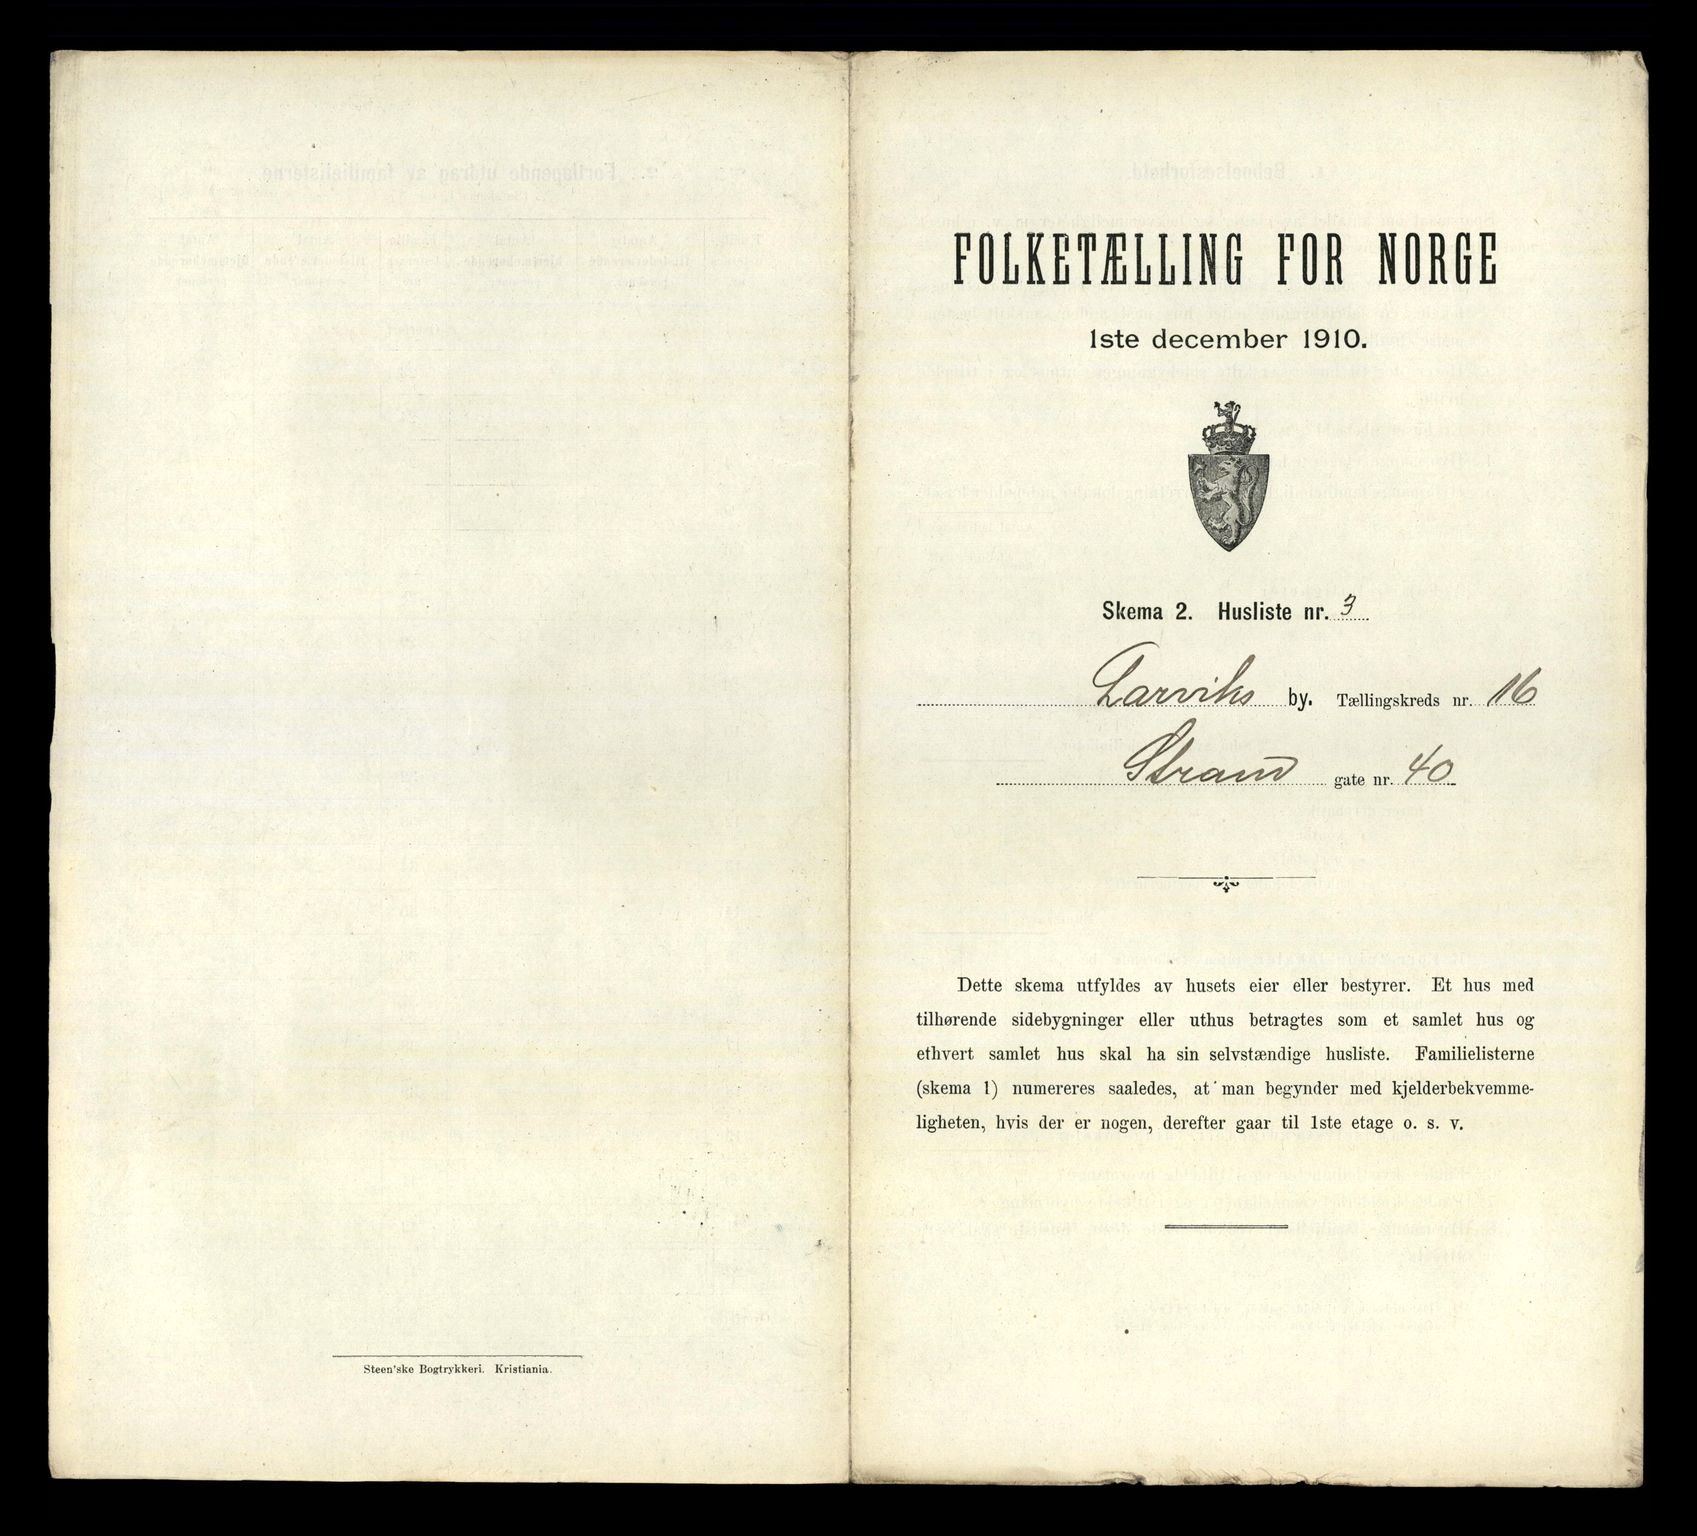 FOLKETÆLLING FOR NORGE
1ste december 1910.
Skema 2. Husliste nr. 3
Larviks by. Tællingskreds nr. 16
Strand gate nr. 40
Dette skema utfyldes av husets eier eller bestyrer. Et hus med
tilhørende sidebygninger eller uthus betragtes som et samlet hus og
ethvert samlet hus skal ha sin selvstændige husliste. Familielisterne
(skema 1) numereres saaledes, at man begynder med kjelderbekvemme-
ligheten, hvis der er nogen, derefter gaar til 1ste etage o. s. v.
Steen'ske Bogtrykkeri. Kristiania.